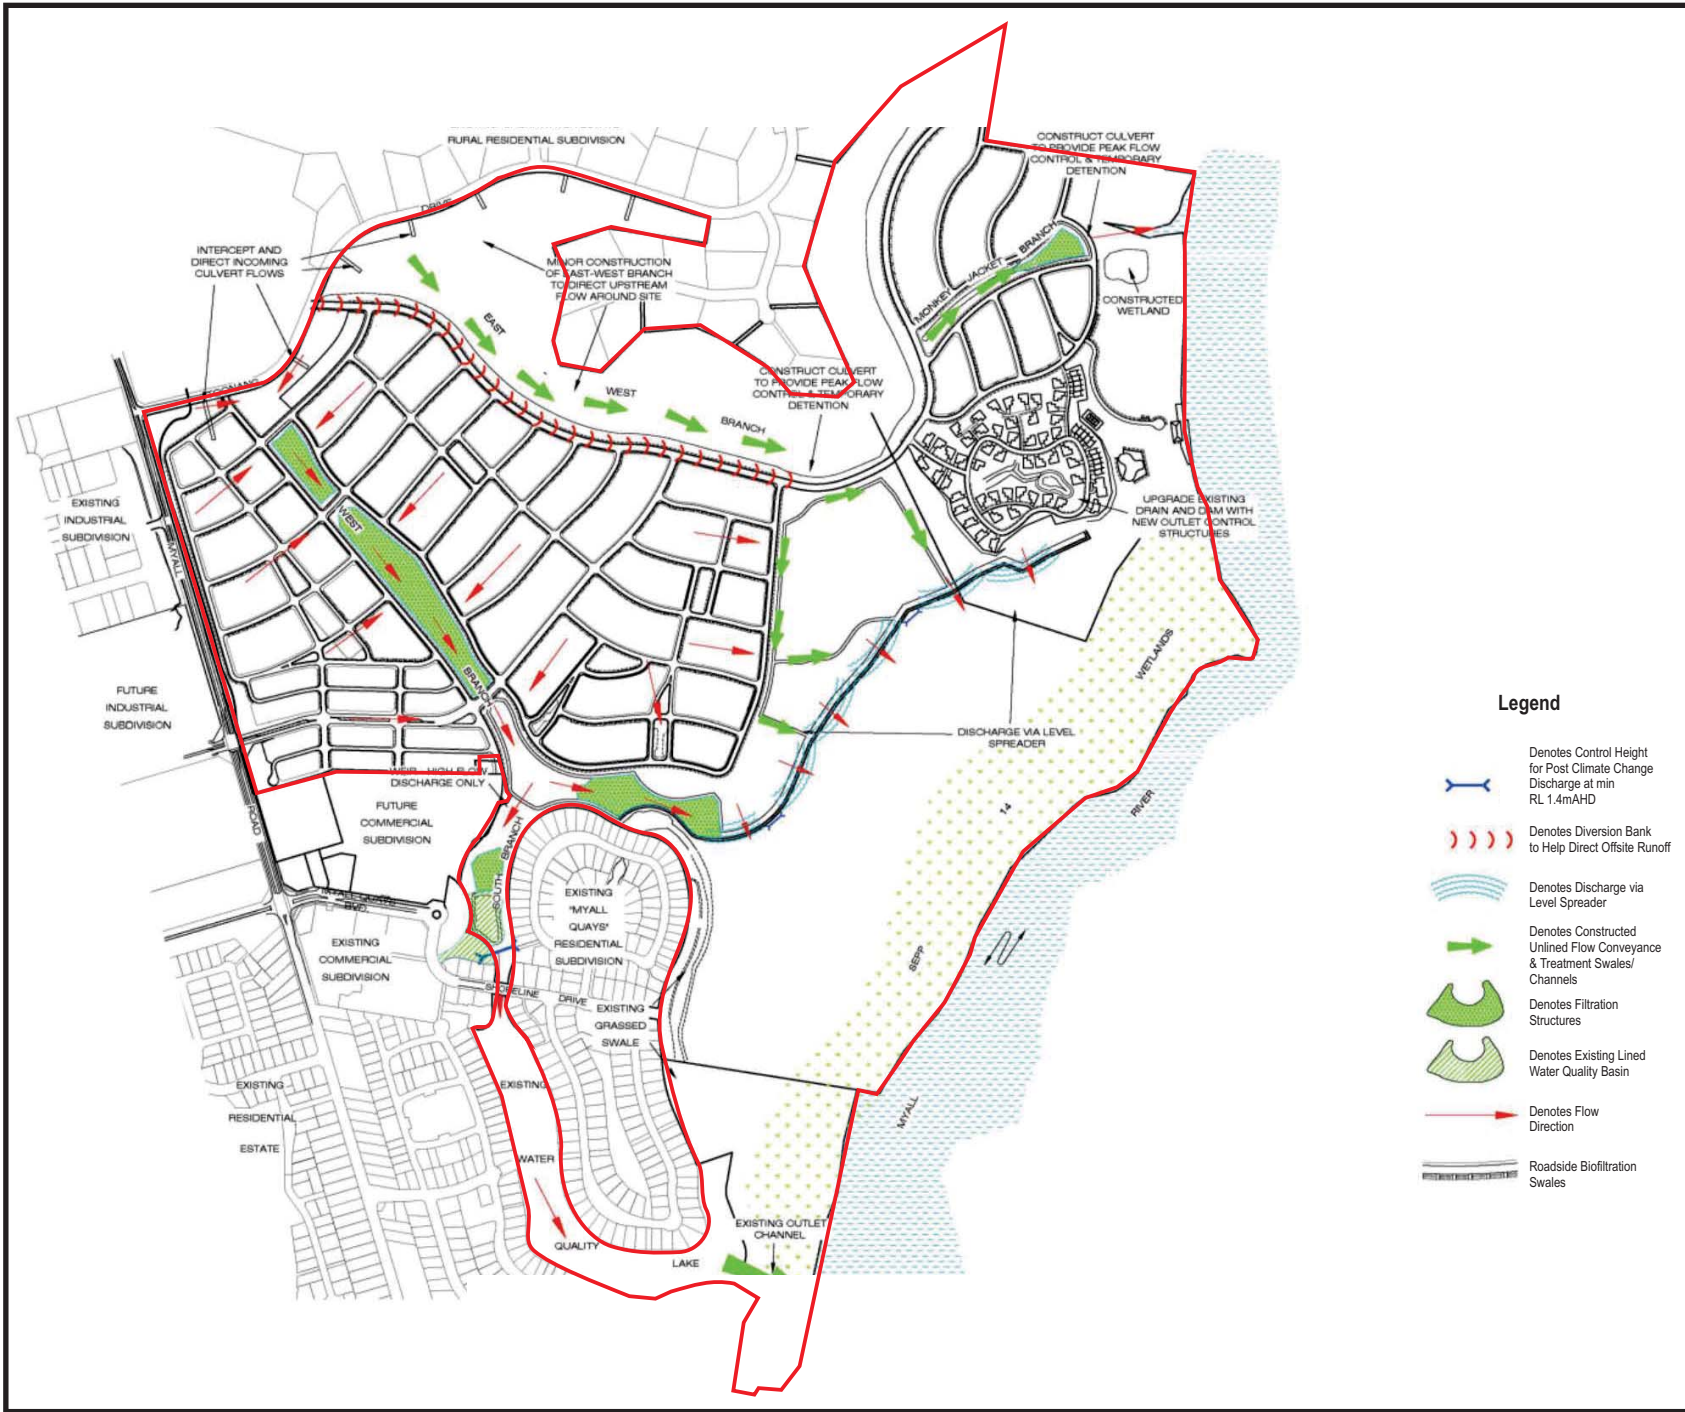 RURAL RESIDENTIAL SUBDIVISION
CONSTRUCT CULVERT
TO PROVIDE PEAK FLOW
CONTROL & TEMPORARY
DETENTION
DRIVE
INTERCEPT AND
DIRECT INCOMING
CULVERT FLOWS
MINOR CONSTRUCTION
OF EAST-WEST BRANCH
TO DIRECT UPSTREAM
FLOW AROUND SITE
MONKEY JACKET BRANCH
CONSTRUCTED
WETLAND
EAST
WEST
BRANCH
CONSTRUCT CULVERT
TO PROVIDE PEAK FLOW
CONTROL & TEMPORARY
DETENTION
EXISTING
INDUSTRIAL
SUBDIVISION
MYALL
WEST
UPGRADE EXISTING
DRAIN AND DAM WITH
NEW OUTLET CONTROL
STRUCTURES
WETLANDS
FUTURE
INDUSTRIAL
SUBDIVISION
BRANCH
DISCHARGE VIA LEVEL
SPREADER
WEIR - HIGH FLOW
DISCHARGE ONLY
FUTURE
COMMERCIAL
SUBDIVISION
ROAD
14
RIVER
SOUTH BRANCH
MYALL QUAYS
BVD.
EXISTING
"MYALL
QUAYS"
RESIDENTIAL
SUBDIVISION
EXISTING
COMMERCIAL
SUBDIVISION
SEPP
SHORELINE DRIVE
EXISTING
GRASSED
SWALE
EXISTING
RESIDENTIAL
ESTATE
EXISTING
WATER
QUALITY
LAKE
MYALL
EXISTING OUTLET
CHANNEL
Legend
Denotes Control Height
for Post Climate Change
Discharge at min
RL 1.4mAHD
Denotes Diversion Bank
to Help Direct Offsite Runoff
Denotes Discharge via
Level Spreader
Denotes Constructed
Unlined Flow Conveyance
& Treatment Swales/
Channels
Denotes Filtration
Structures
Denotes Existing Lined
Water Quality Basin
Denotes Flow
Direction
Roadside Biofiltration
Swales